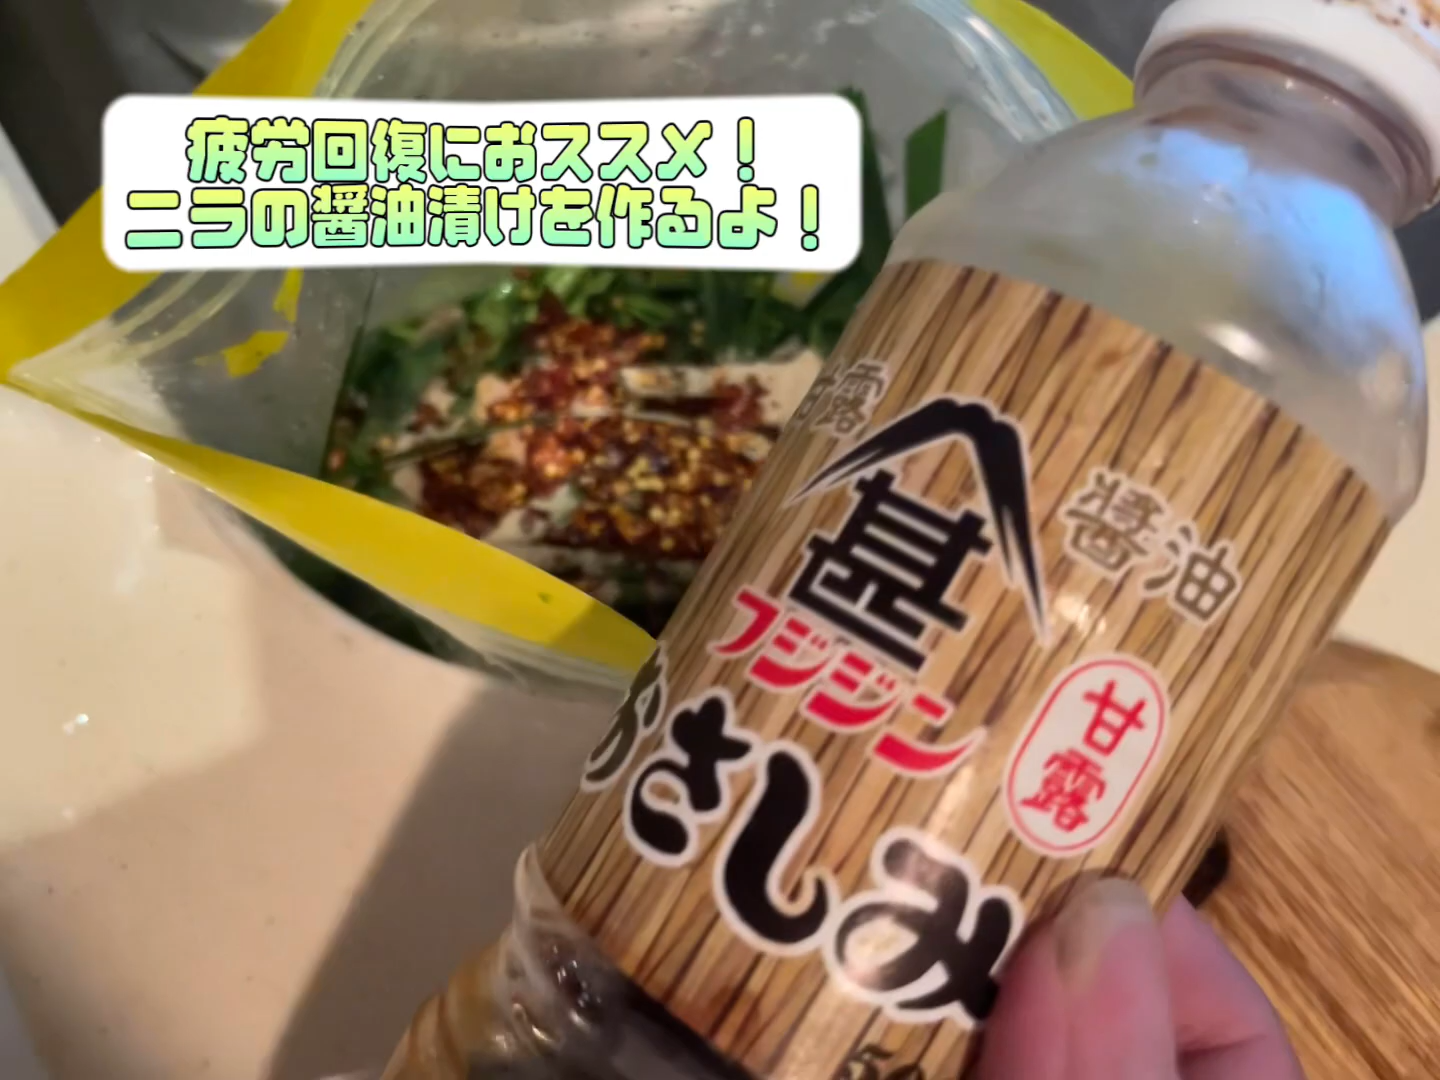 疲労回復におススメ！
ニラの醤油漬けを作るよ！
甘露
甚
醤油
フジジン
甘露
おさしみ